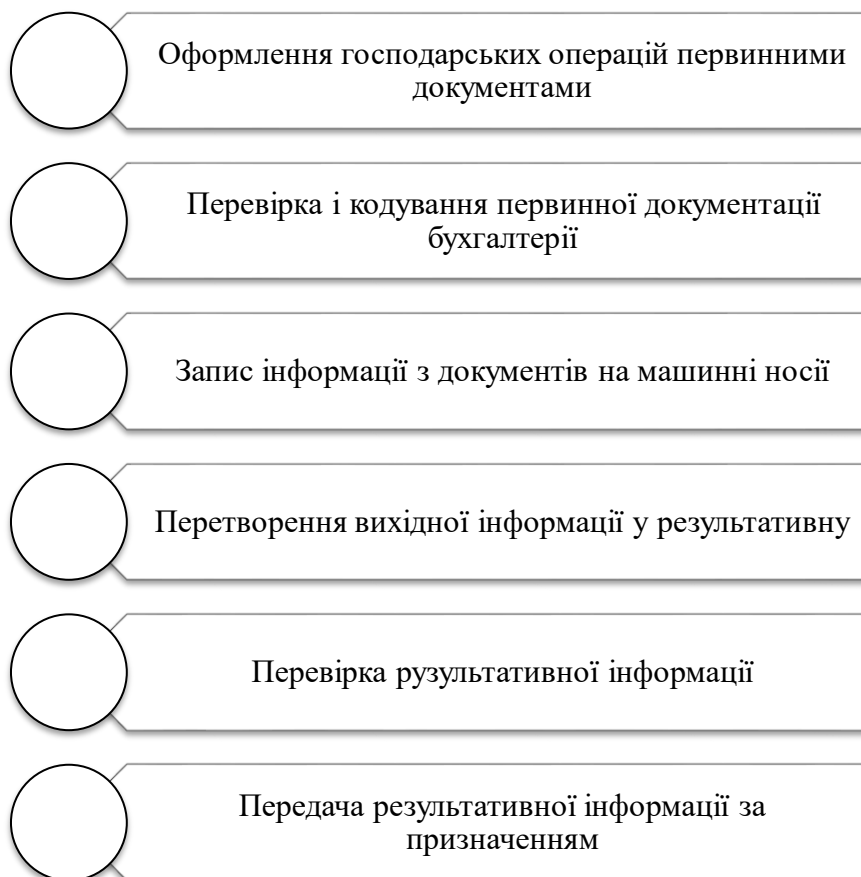 Оформлення господарських операцій первинними
документами
Перевірка і кодування первинної документації
бухгалтерії
Запис інформації з документів на машинні носії
Перетворення вихідної інформації у результативну
Перевірка рузультативної інформації
Передача результативної інформації за
призначенням